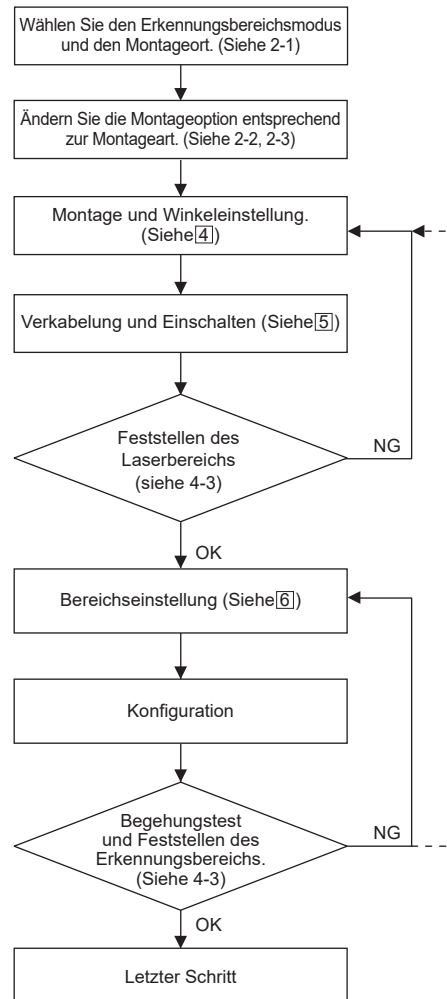 Wählen Sie den Erkennungsbereichsmodus
und den Montageort. (Siehe 2-1)
Ändern Sie die Montageoption entsprechend
zur Montageart. (Siehe 2-2, 2-3)
Montage und Winkeleinstellung.
(Siehe 4)
Verkabelung und Einschalten (Siehe 5)
Feststellen des
Laserbereichs
(siehe 4-3)
NG
OK
Bereichseinstellung (Siehe 6)
Konfiguration
Begehungstest
und Feststellen des
Erkennungsbereichs.
(Siehe 4-3)
NG
OK
Letzter Schritt